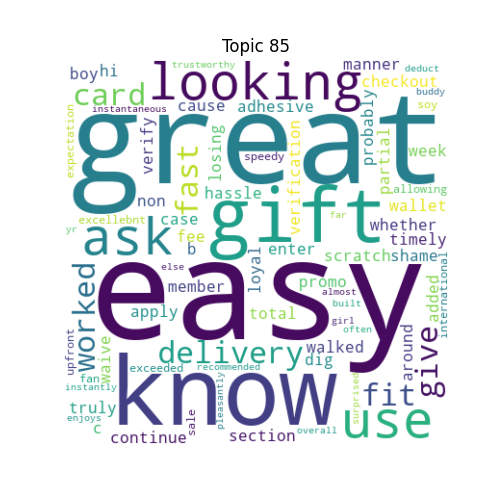 Topic 85
trustworthy
deduct
boy
hi
looking
manner
buddy
instantaneous
card
checkout
expectation
verify
cause
adhesive
probably
soy
great
fast
losing
speedy
verification
partial
week
non
hassle
gift
allowing
wallet
excellebnt
yr
case
far
whether
ask
fee
b
enter
timely
else
loyal
scratch
shame
international
worked
member
easy
promo
almost
added
apply
total
built
girl
often
upfront
waive
delivery
walked
around
give
exceeded
recommended
dig
fan
instantly
know
fit
truly
pleasantly
surprised
enjoys
c
sale
use
continue
section
overall